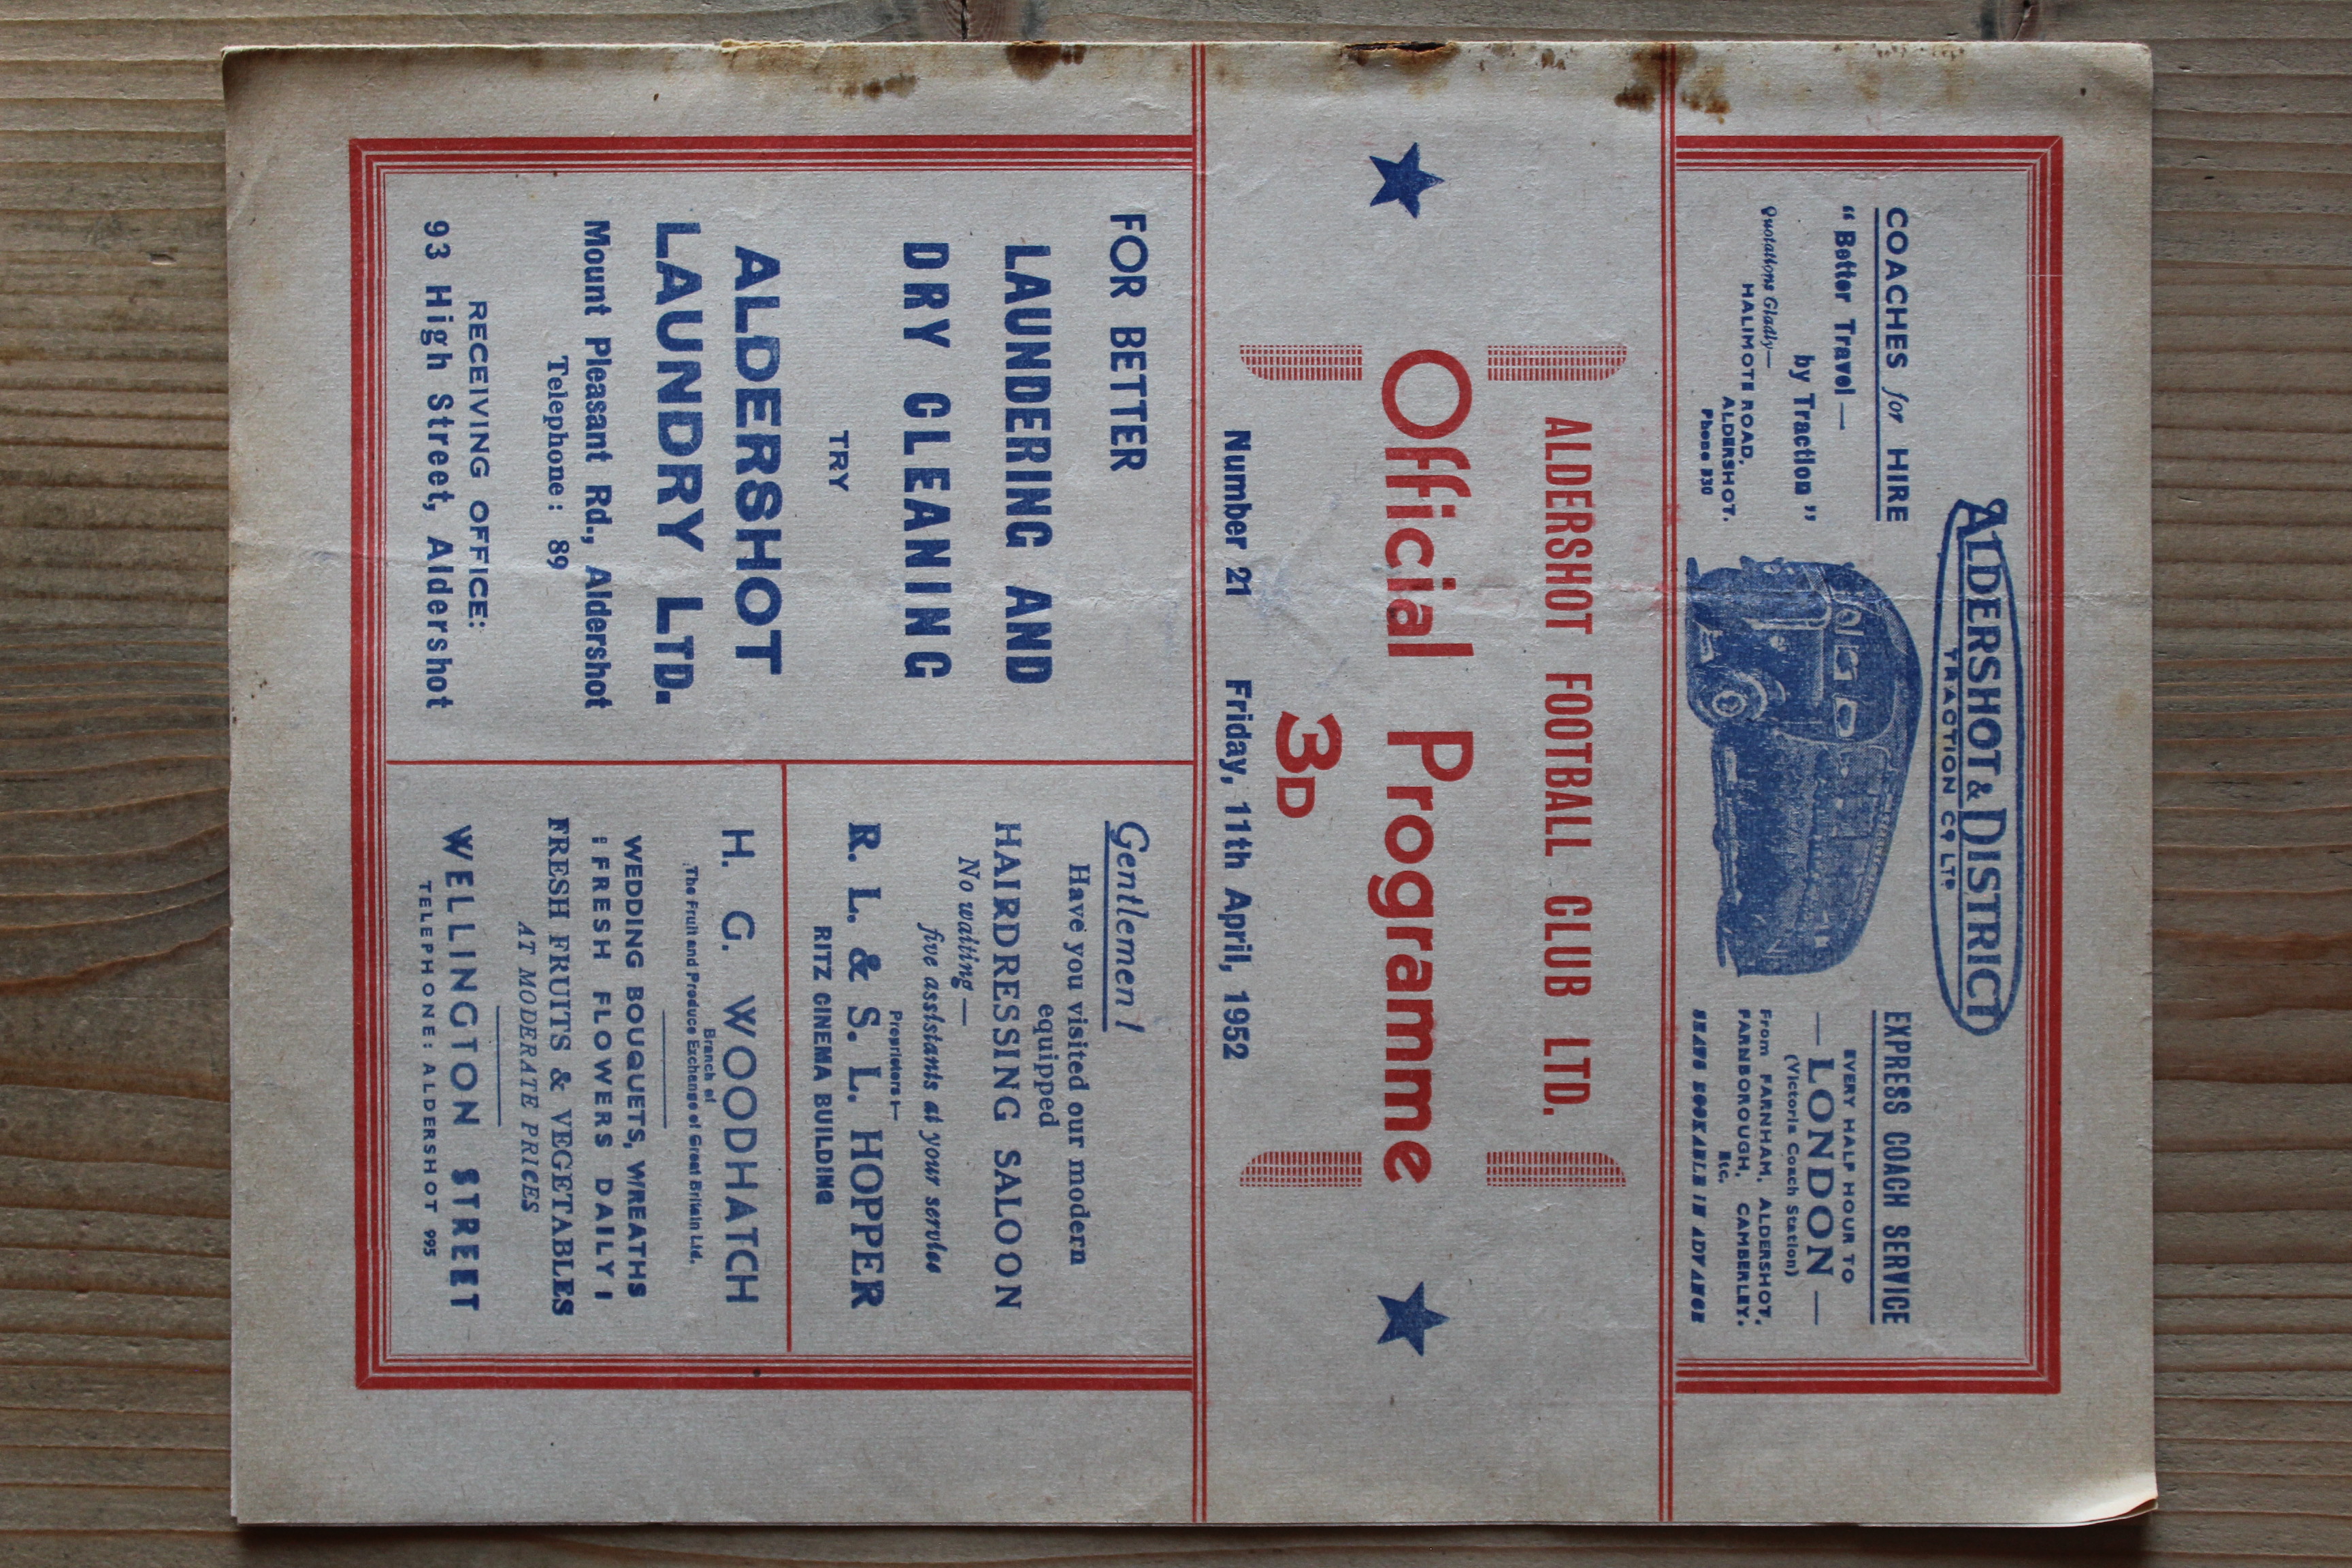 ALDERSHOT & DISTRICT
TRACTION CO LTD
COACHES for HIRE
"Better Travel —
by Traction"
Quotations Gladly—
HALIMOTE ROAD,
ALDERSHOT.
Phone 330
EXPRESS COACH SERVICE
EVERY HALF HOUR TO
— LONDON —
(Victoria Coach Station)
From FARNHAM, ALDERSHOT,
FARNBOROUGH, CAMBERLEY,
Etc.
SEATS BOOKABLE IN ADVANCE
ALDERSHOT FOOTBALL CLUB LTD.
Official Programme
3D
Number 21 Friday, 11th April, 1952
FOR BETTER
LAUNDERING AND
DRY CLEANING
TRY
ALDERSHOT
LAUNDRY LTD.
Mount Pleasant Rd., Aldershot
Telephone : 89
RECEIVING OFFICE:
93 High Street, Aldershot
Gentlemen!
Have you visited our modern
equipped
HAIRDRESSING SALOON
No waiting—
five assistants at your service
Proprietors:—
R. L. & S. L. HOPPER
RITZ CINEMA BUILDING
H. G. WOODHATCH
Branch of
The Fruit and Produce Exchange of Great Britain Ltd.
WEDDING BOUQUETS, WREATHS
: FRESH FLOWERS DAILY !
FRESH FRUITS & VEGETABLES
AT MODERATE PRICES
WELLINGTON STREET
TELEPHONE: ALDERSHOT 995